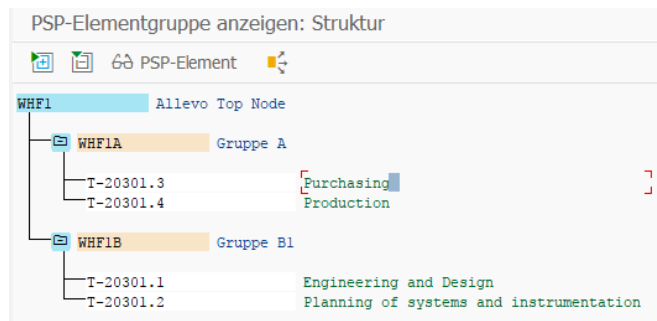 PSP-Elementgruppe anzeigen: Struktur
PSP-Element
WHF1 Allevo Top Node
WHF1A Gruppe A
T-20301.3 Purchasing
T-20301.4 Production
WHF1B Gruppe B1
T-20301.1 Engineering and Design
T-20301.2 Planning of systems and instrumentation